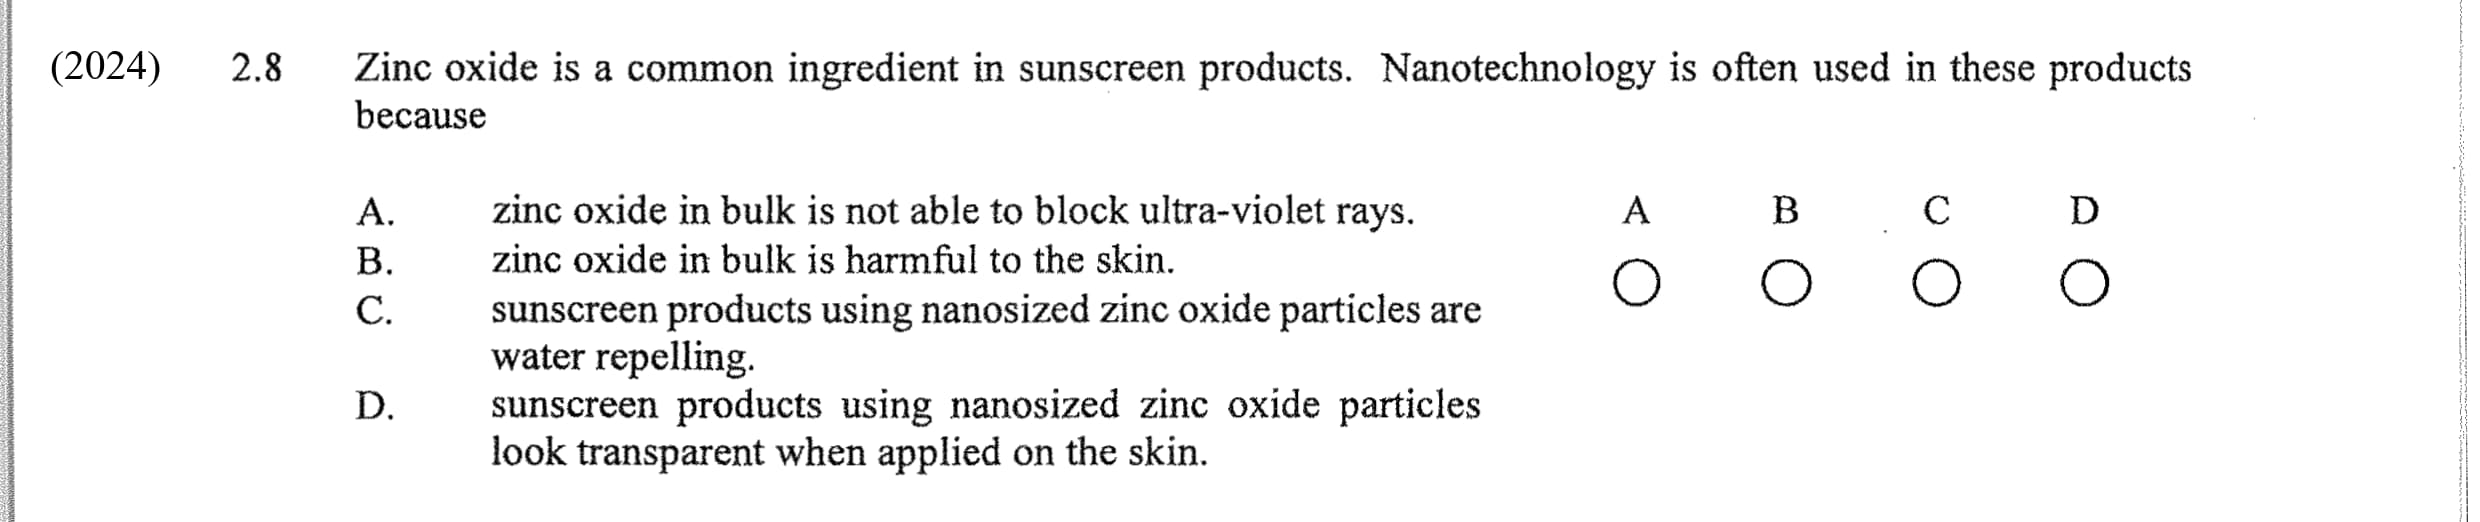 (2024) 2.8 Zinc oxide is a common ingredient in sunscreen products. Nanotechnology is often used in these products
because
A. zinc oxide in bulk is not able to block ultra-violet rays. A B C D
B. zinc oxide in bulk is harmful to the skin.
C. sunscreen products using nanosized zinc oxide particles are
water repelling.
D. sunscreen products using nanosized zinc oxide particles
look transparent when applied on the skin.